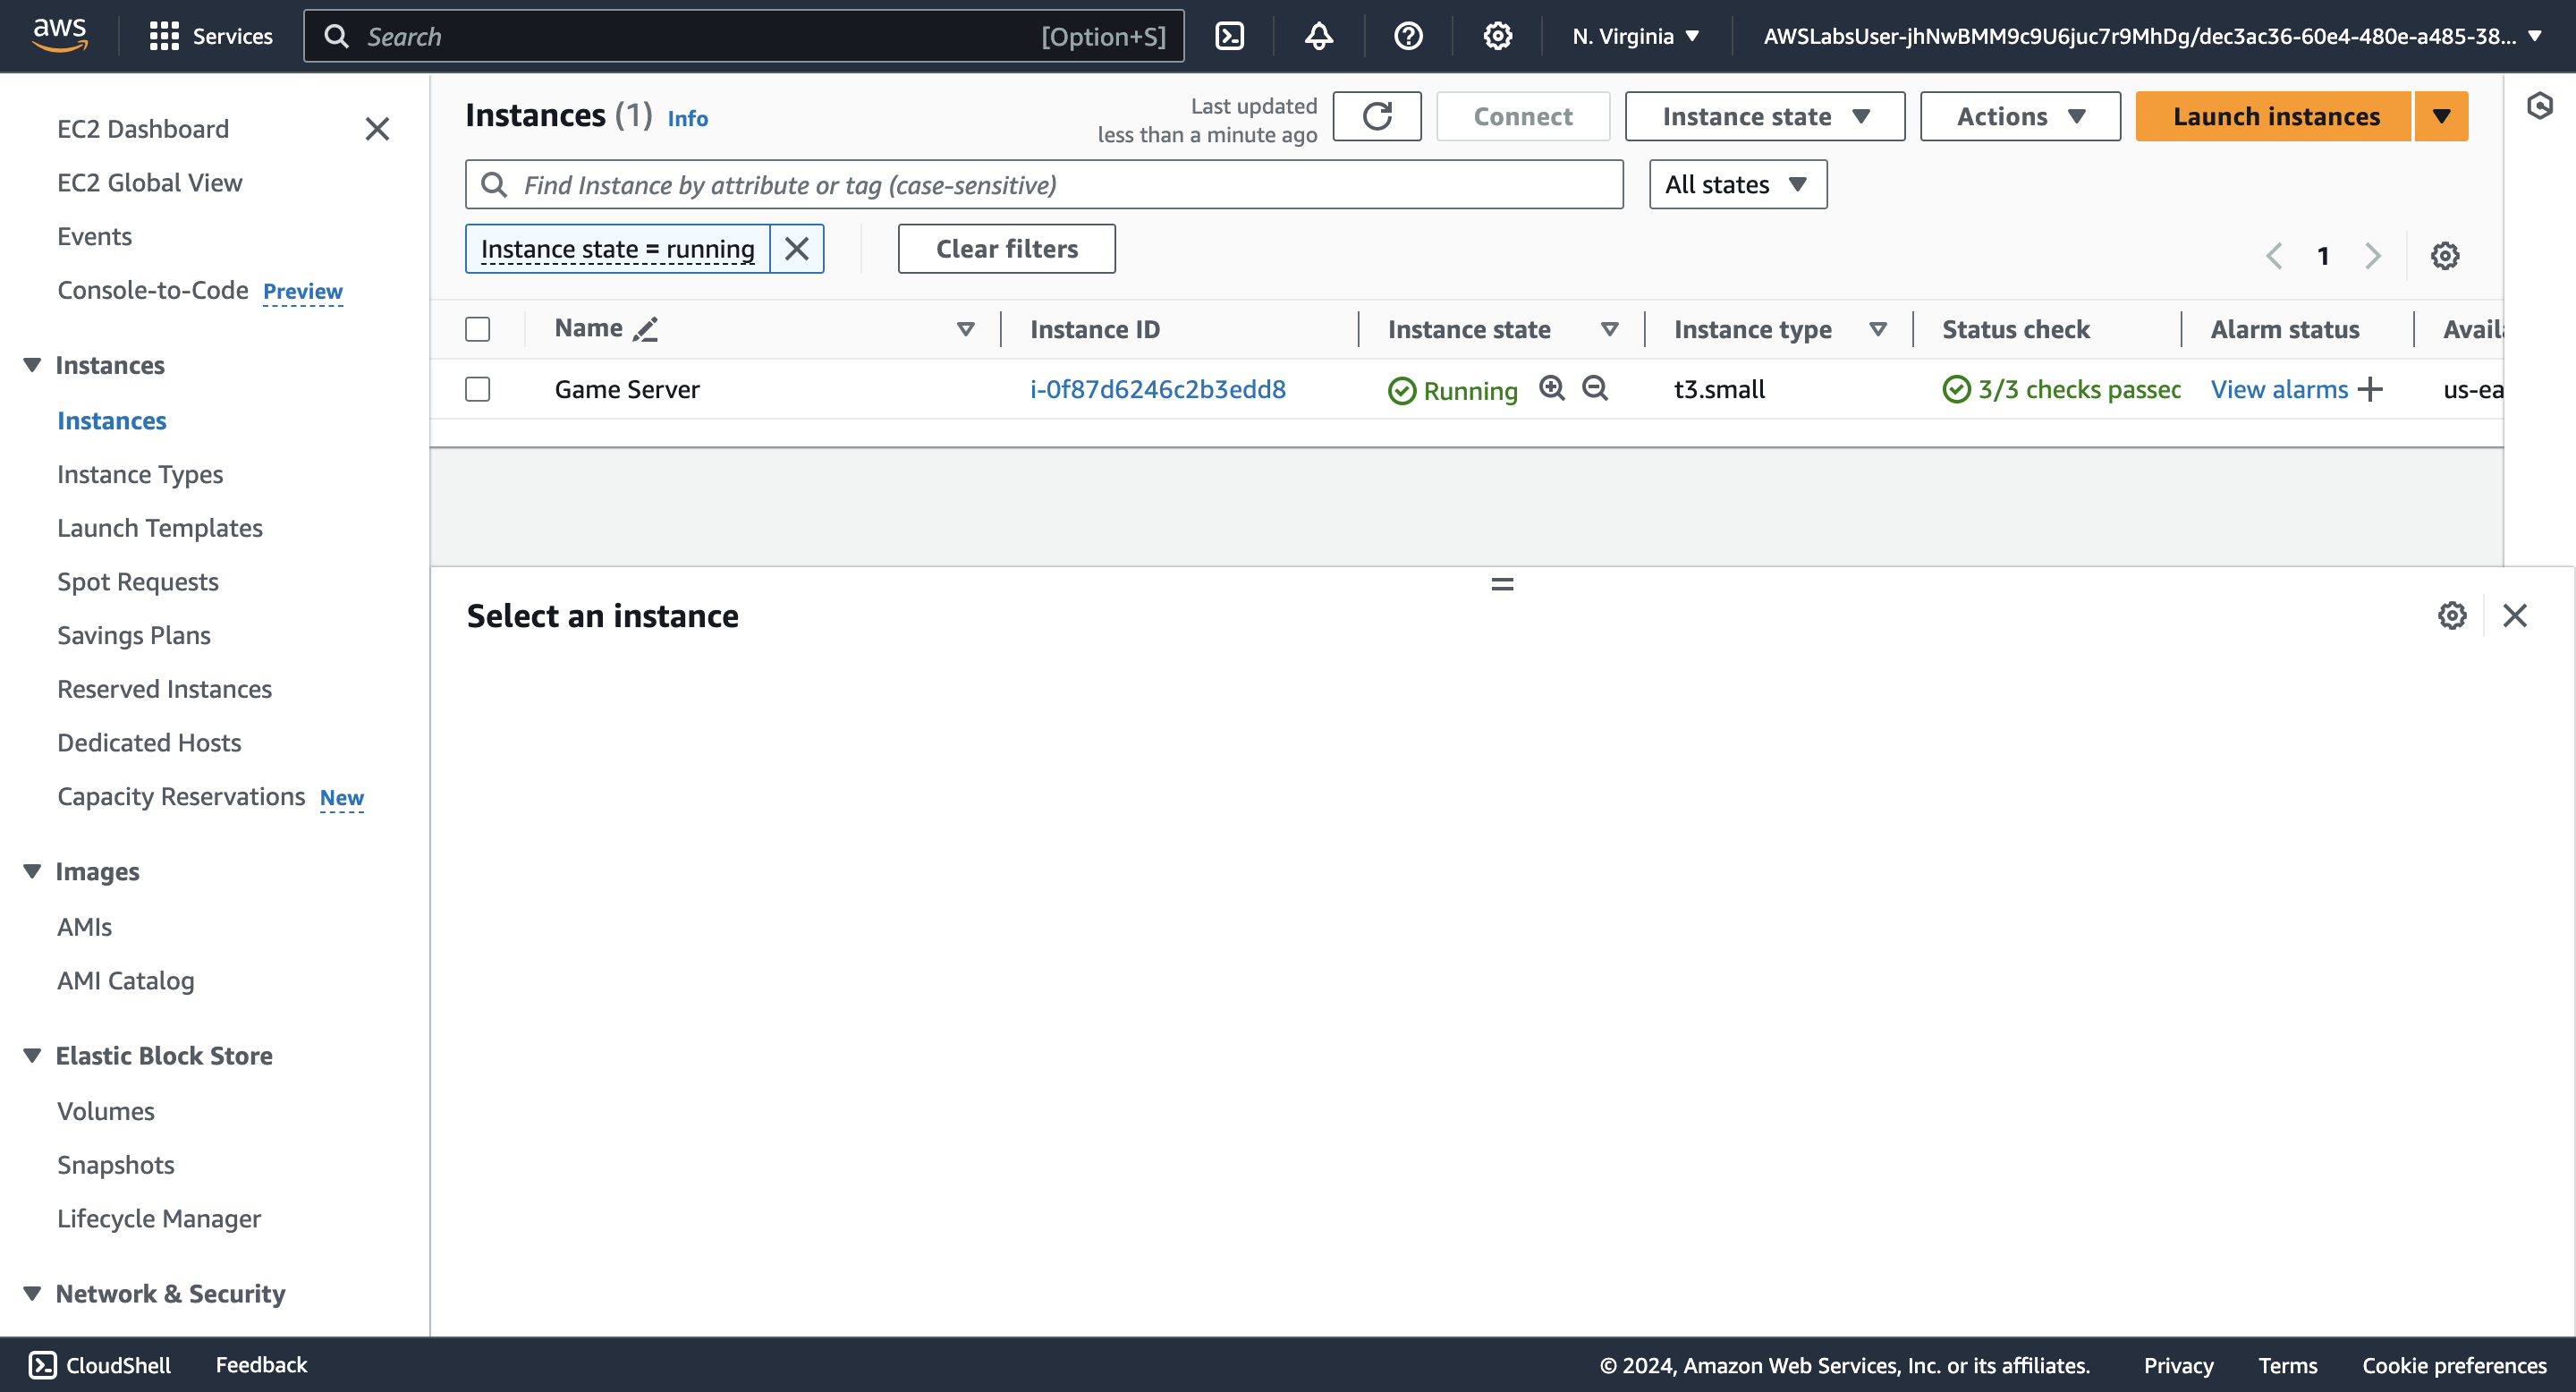 aws
Services
Search [Option+S]
N. Virginia
AWSLabsUser-jhNwBMM9c9U6juc7r9MhDg/dec3ac36-60e4-480e-a485-38...
EC2 Dashboard
EC2 Global View
Events
Console-to-Code Preview
Instances
Instances
Instance Types
Launch Templates
Spot Requests
Savings Plans
Reserved Instances
Dedicated Hosts
Capacity Reservations New
Images
AMIs
AMI Catalog
Elastic Block Store
Volumes
Snapshots
Lifecycle Manager
Network & Security
Instances (1) Info
Last updated
less than a minute ago
Connect
Instance state
Actions
Launch instances
Find Instance by attribute or tag (case-sensitive)
All states
Instance state = running
Clear filters
1
Name Instance ID Instance state Instance type Status check Alarm status Avail
Game Server i-0f87d6246c2b3edd8 Running t3.small 3/3 checks passed View alarms us-ea
Select an instance
CloudShell Feedback
© 2024, Amazon Web Services, Inc. or its affiliates. Privacy Terms Cookie preferences